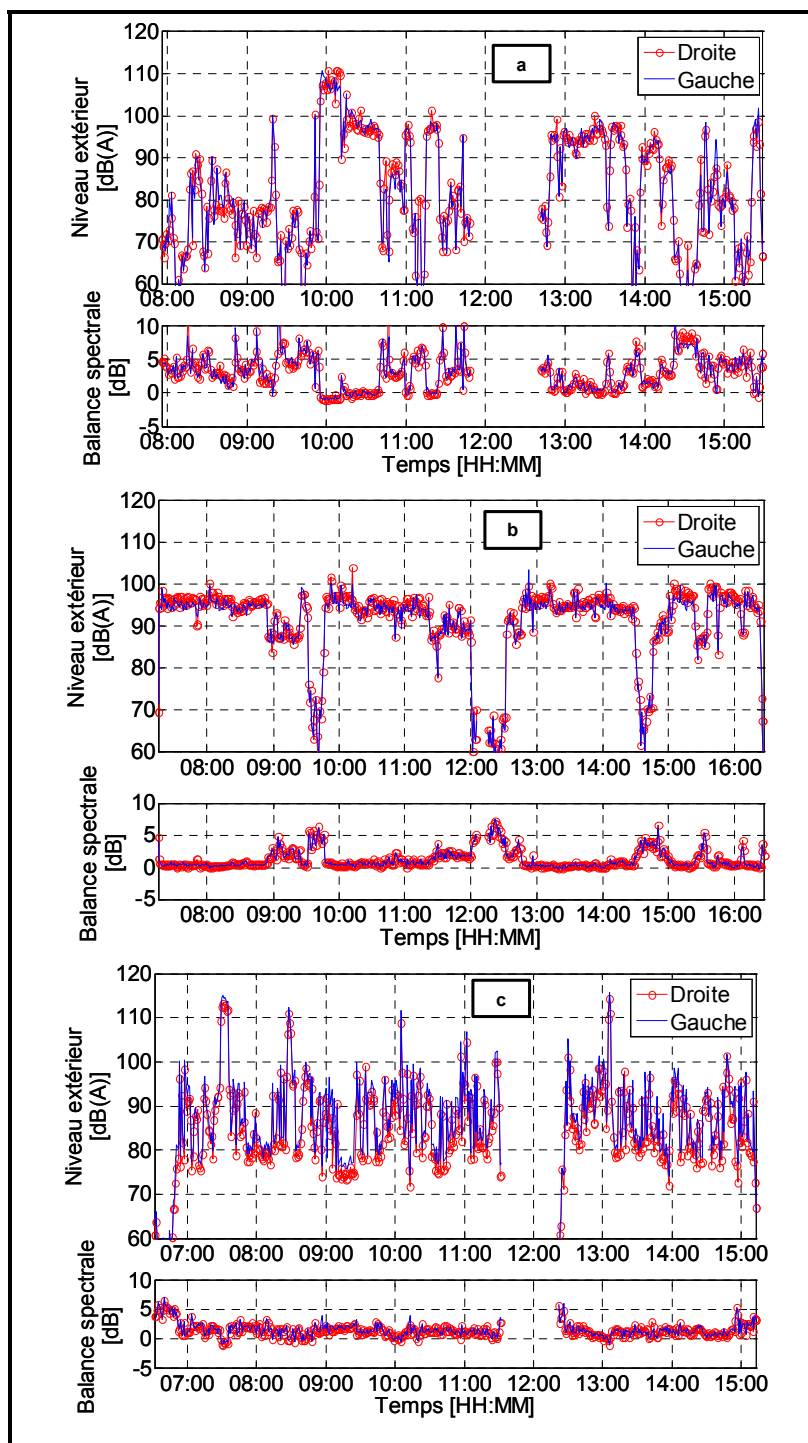 a
Droite
Gauche
Niveau extérieur
[dB(A)]
120
110
100
90
80
70
60
08:00 09:00 10:00 11:00 12:00 13:00 14:00 15:00
Balance spectrale
[dB]
10
5
0
-5
08:00 09:00 10:00 11:00 12:00 13:00 14:00 15:00
Temps [HH:MM]
b
Droite
Gauche
Niveau extérieur
[dB(A)]
120
110
100
90
80
70
60
08:00 09:00 10:00 11:00 12:00 13:00 14:00 15:00 16:00
Balance spectrale
[dB]
10
5
0
-5
08:00 09:00 10:00 11:00 12:00 13:00 14:00 15:00 16:00
Temps [HH:MM]
c
Droite
Gauche
Niveau extérieur
[dB(A)]
120
110
100
90
80
70
60
07:00 08:00 09:00 10:00 11:00 12:00 13:00 14:00 15:00
Balance spectrale
[dB]
10
5
0
-5
07:00 08:00 09:00 10:00 11:00 12:00 13:00 14:00 15:00
Temps [HH:MM]